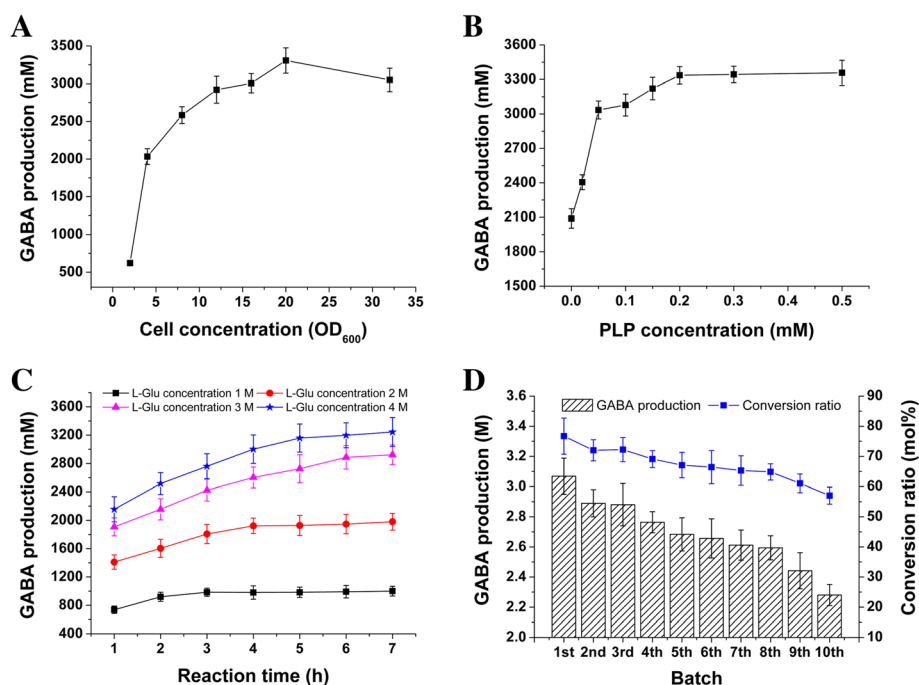 A
GABA production (mM)
3500
3000
2500
2000
1500
1000
500
0 5 10 15 20 25 30 35
Cell concentration (OD600)
B
GABA production (mM)
3600
3300
3000
2700
2400
2100
1800
1500
0.0 0.1 0.2 0.3 0.4 0.5
PLP concentration (mM)
C
L-Glu concentration 1 M L-Glu concentration 2 M
L-Glu concentration 3 M L-Glu concentration 4 M
GABA production (mM)
3600
3200
2800
2400
2000
1600
1200
800
400
1 2 3 4 5 6 7
Reaction time (h)
D
GABA production Conversion ratio
GABA production (M)
3.6
3.4
3.2
3.0
2.8
2.6
2.4
2.2
2.0
90
80
70
60
50
40
30
20
10
Conversion ratio (mol%)
1st 2nd 3rd 4th 5th 6th 7th 8th 9th 10th
Batch